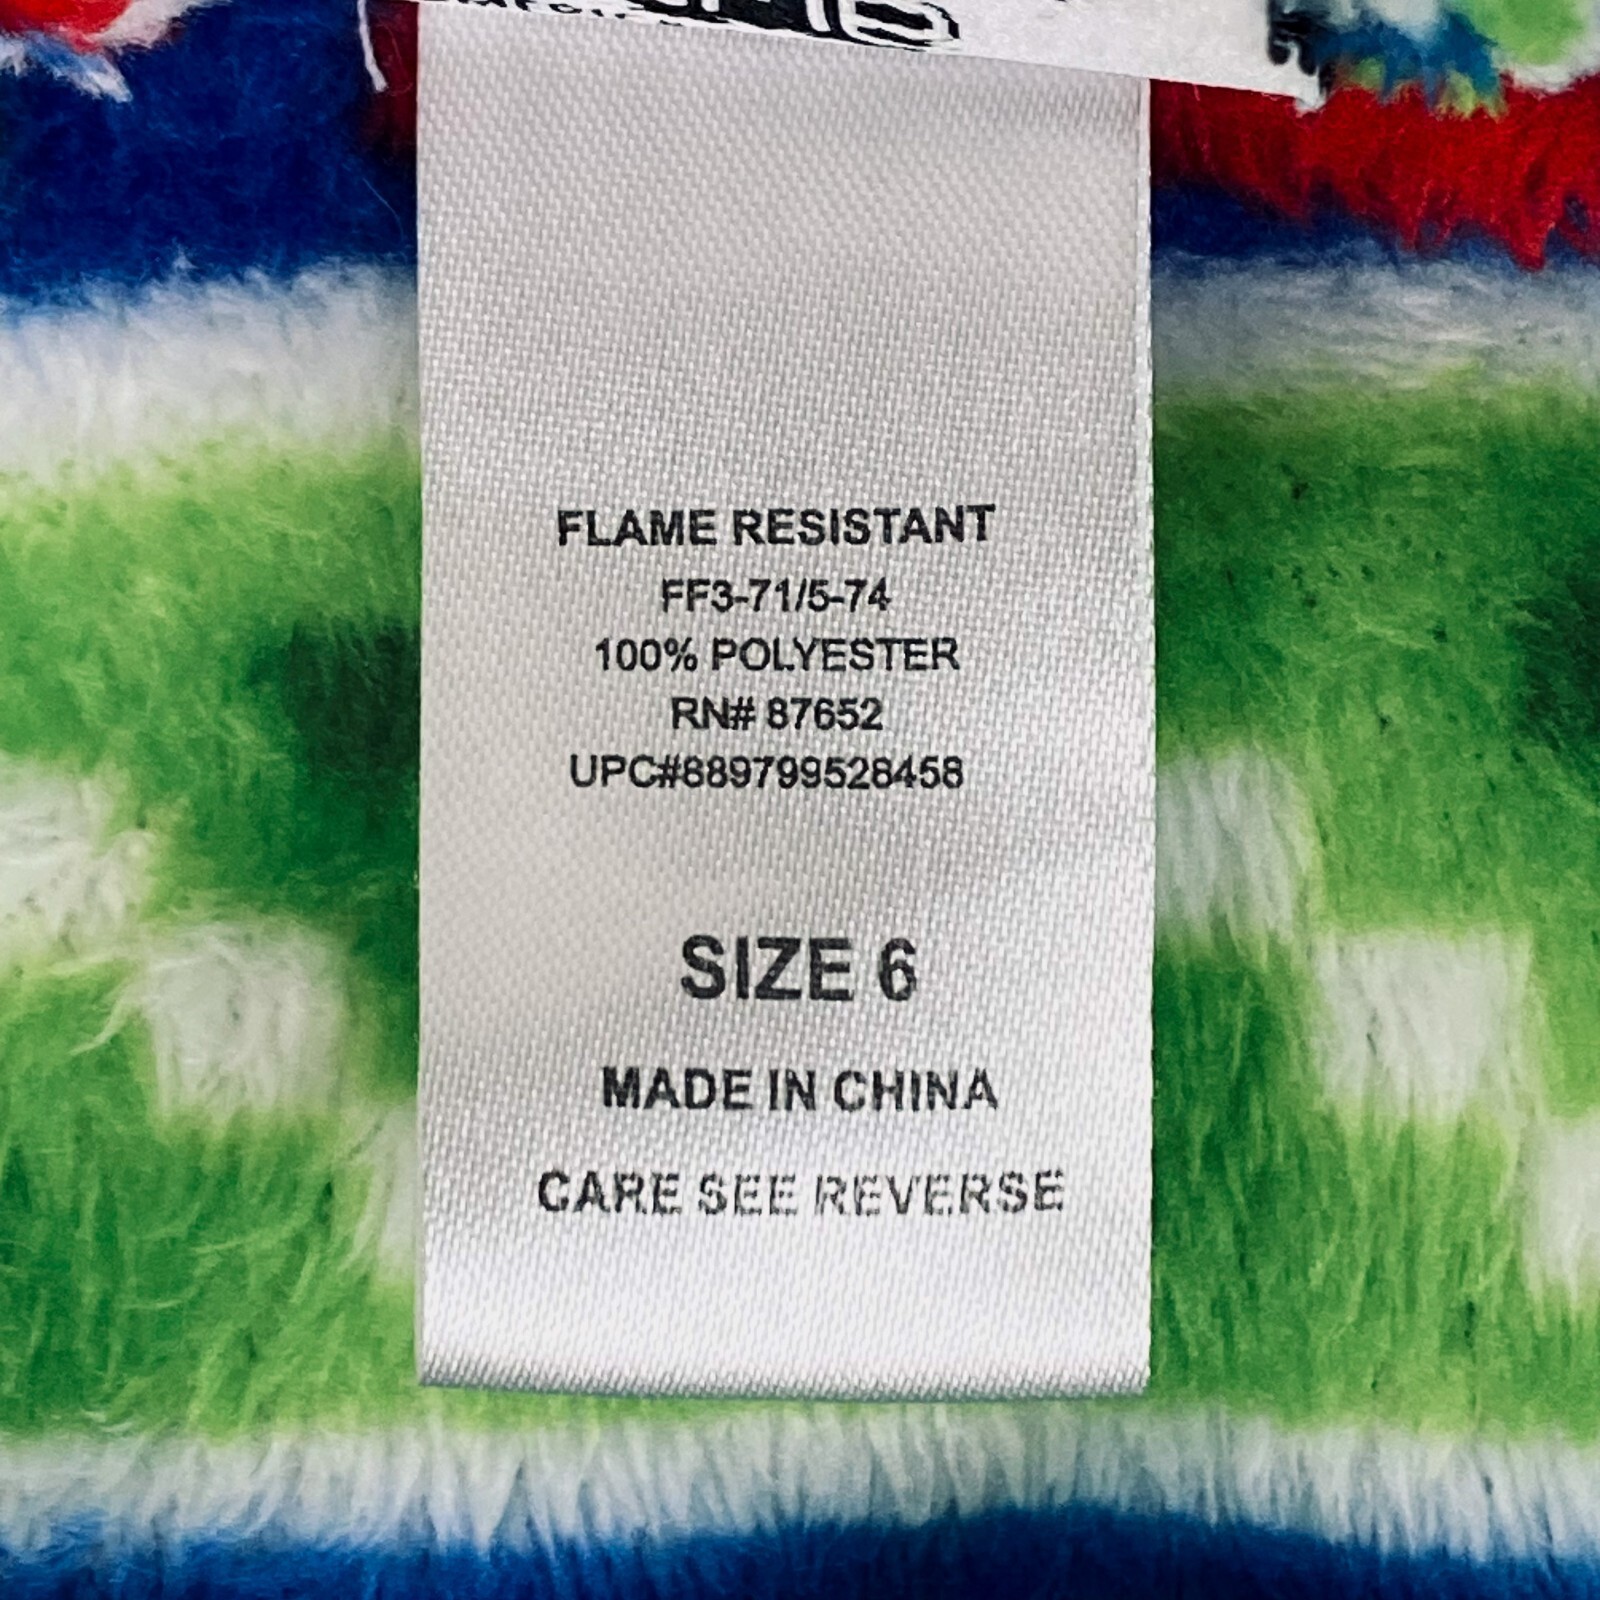 FLAME RESISTANT
FF3-71/5-74
100% POLYESTER
RN# 87652
UPC#889799528458
SIZE 6
MADE IN CHINA
CARE SEE REVERSE